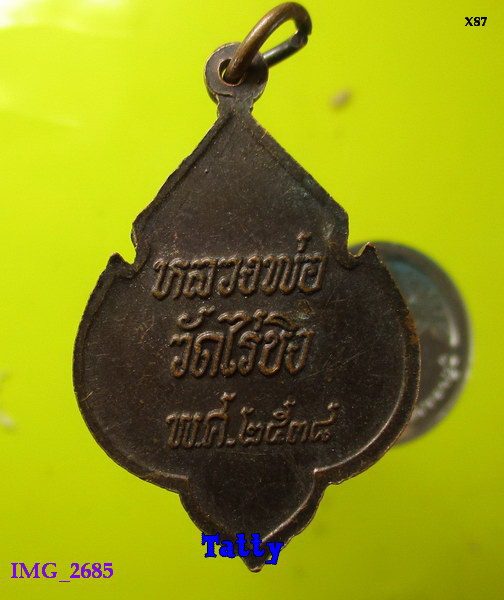 X87
หลวงพ่อ
วัดไร่ขิง
พ.ศ.๒๕๓๘
Tatty
IMG_2685